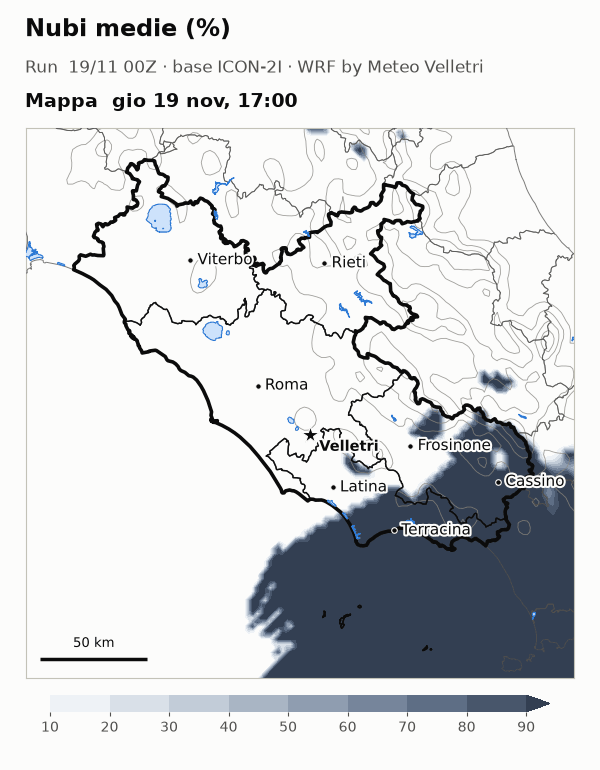 Nubi medie (%)
Run  19/11 00Z · base ICON-2I · WRF by Meteo Velletri
Mappa  gio 19 nov, 17:00
Viterbo
Rieti
Roma
Velletri
Frosinone
Latina
Cassino
Terracina
50 km
10 20 30 40 50 60 70 80 90